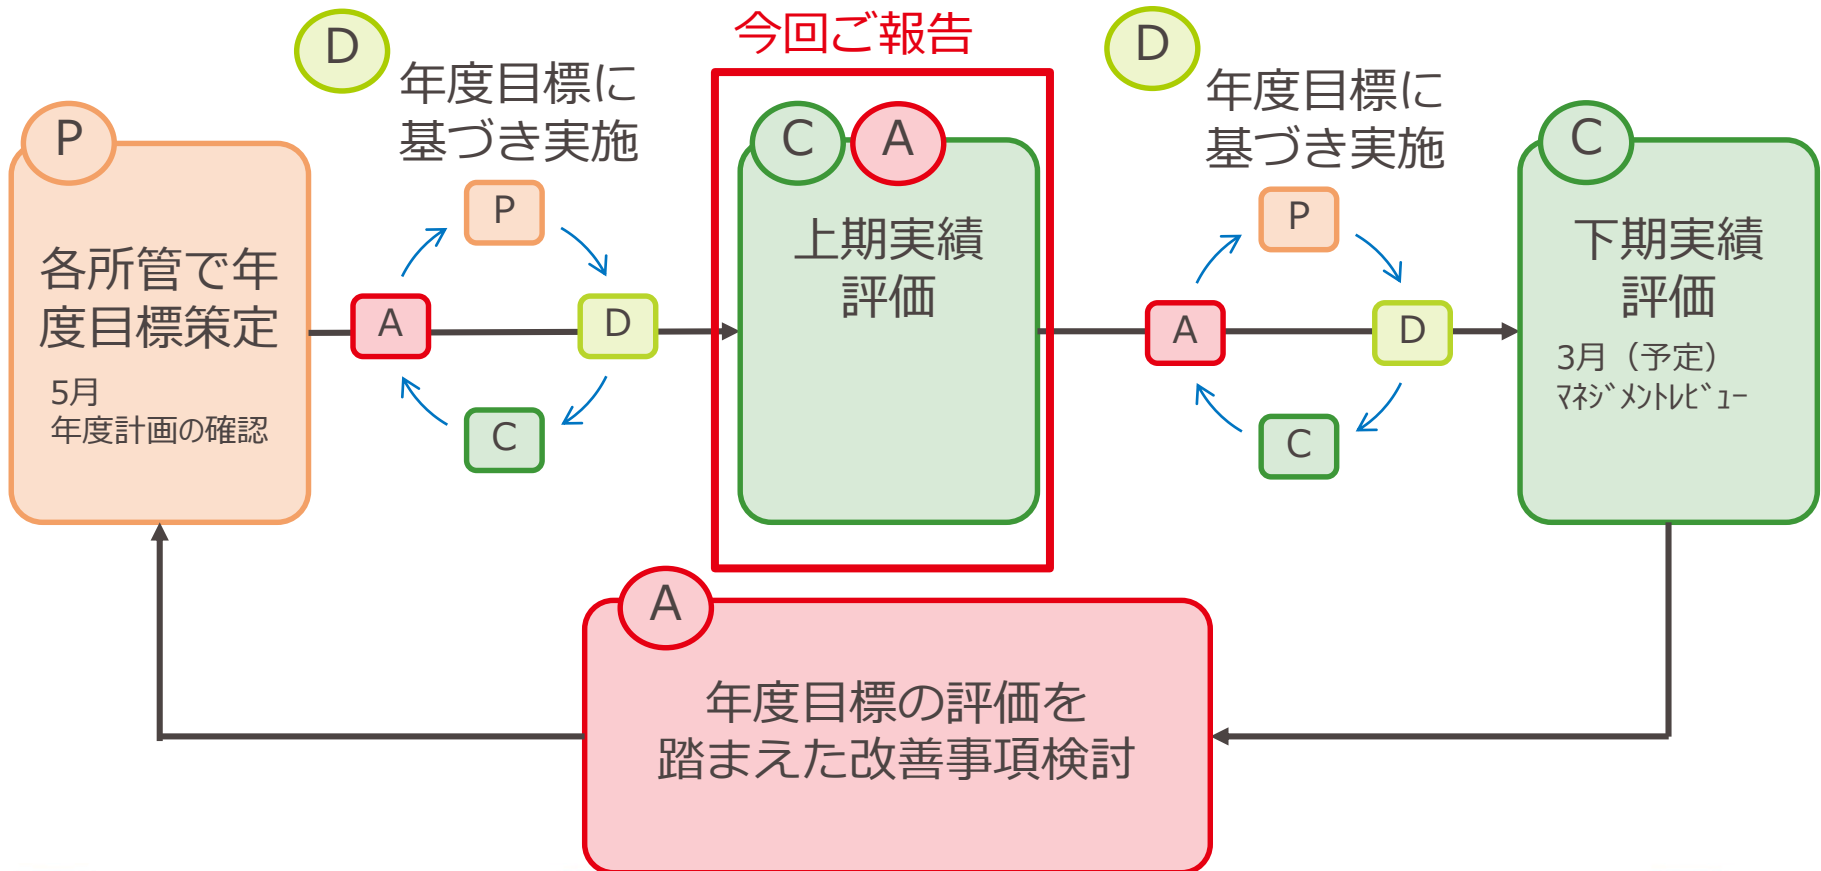 今回ご報告
D
年度目標に
基づき実施
D
年度目標に
基づき実施
P
各所管で年
度目標策定
5月
年度計画の確認
P
A
D
C
C
A
上期実績
評価
P
A
D
C
C
下期実績
評価
3月（予定）
ﾏﾈｼﾞﾒﾝﾄﾚﾋﾞｭｰ
A
年度目標の評価を
踏まえた改善事項検討